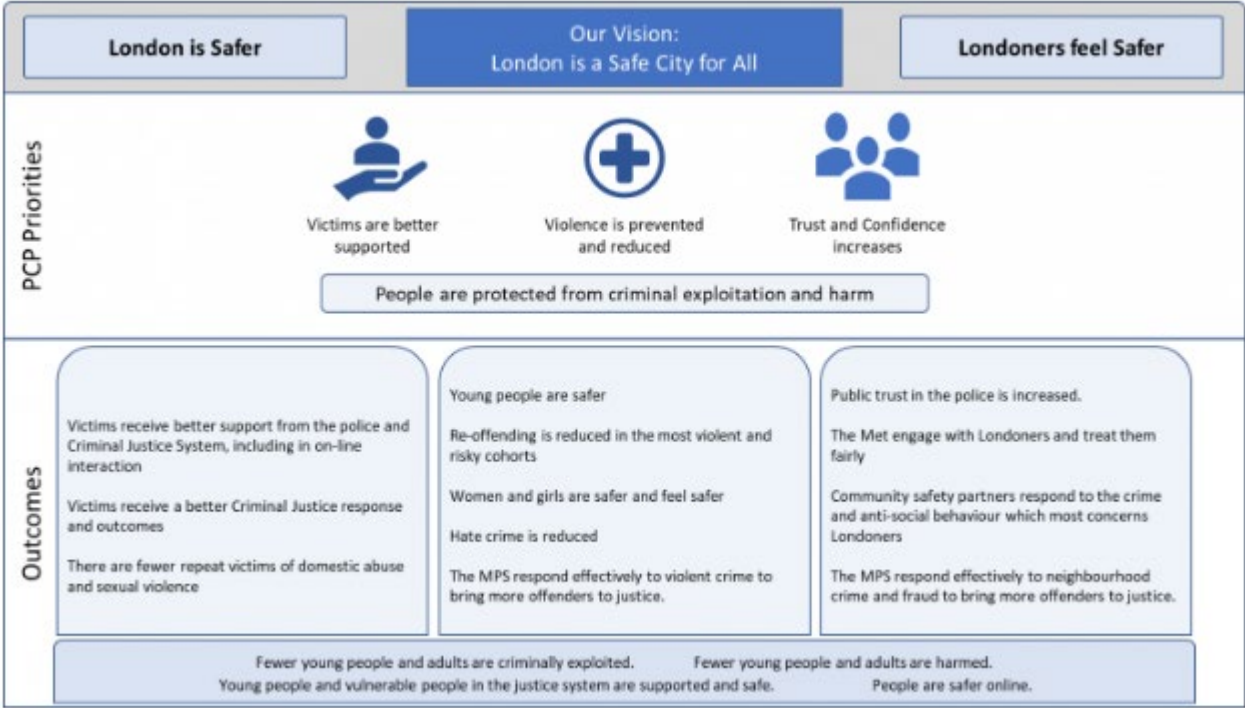 London is Safer
Our Vision:
London is a Safe City for All
Londoners feel Safer
PCP Priorities
Victims are better
supported
Violence is prevented
and reduced
Trust and Confidence
increases
People are protected from criminal exploitation and harm
Outcomes
Victims receive better support from the police and
Criminal Justice System, including in on-line
interaction
Victims receive a better Criminal Justice response
and outcomes
There are fewer repeat victims of domestic abuse
and sexual violence
Young people are safer
Re-offending is reduced in the most violent and
risky cohorts
Women and girls are safer and feel safer
Hate crime is reduced
The MPS respond effectively to violent crime to
bring more offenders to justice.
Public trust in the police is increased.
The Met engage with Londoners and treat them
fairly
Community safety partners respond to the crime
and anti-social behaviour which most concerns
Londoners
The MPS respond effectively to neighbourhood
crime and fraud to bring more offenders to justice.
Fewer young people and adults are criminally exploited. Fewer young people and adults are harmed.
Young people and vulnerable people in the justice system are supported and safe. People are safer online.